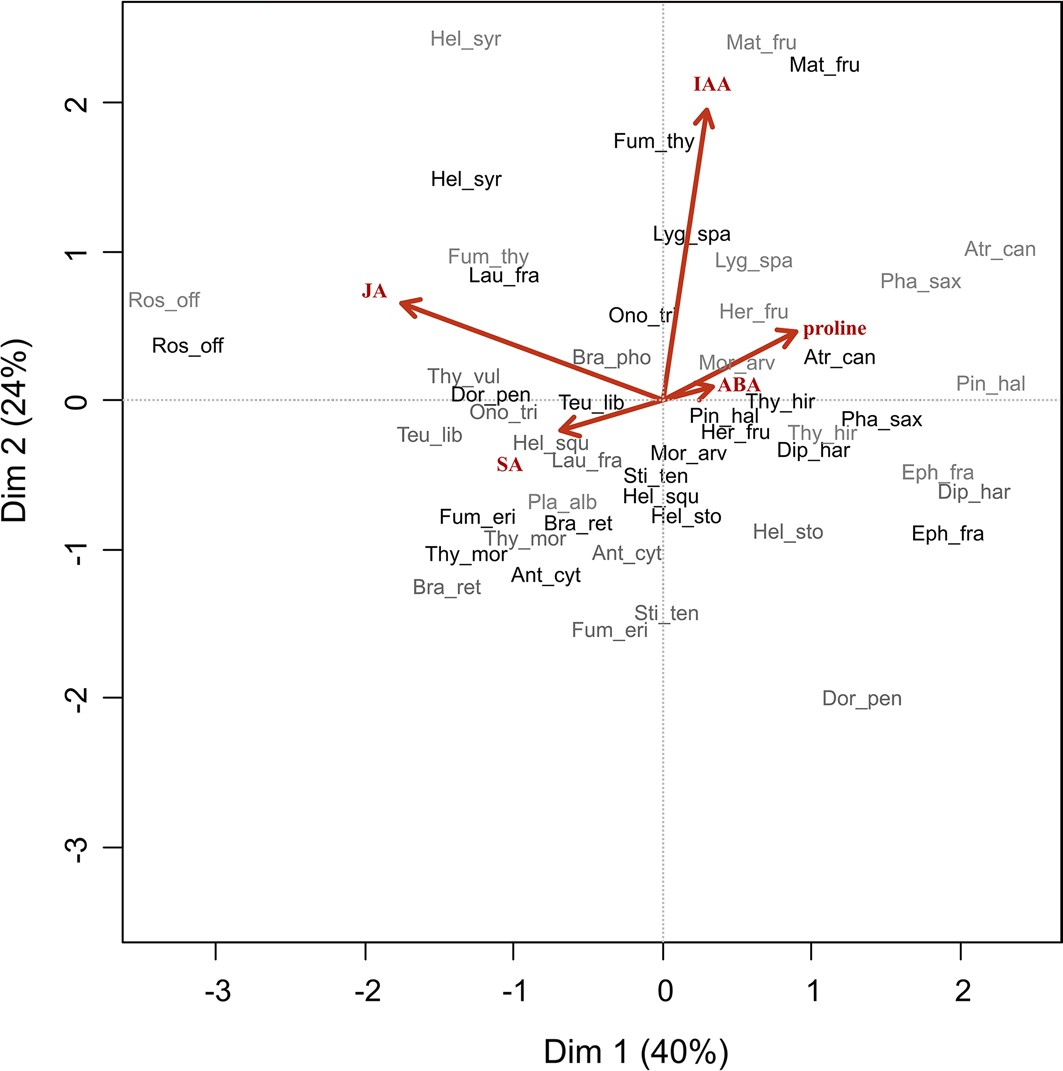 Hel_syr
Mat_fru
Mat_fru
IAA
2
Fum_thy
Hel_syr
Lyg_spa
Atr_can
1
Fum_thy
Lyg_spa
Lau_fra
Pha_sax
JA
Ros_off
Her_fru
Ono_tri
proline
Ros_off
Bra_pho
Atr_can
Mor_arv
Thy_vul
ABA
Pin_hal
Dor_pen
0
Teu_lib
Thy_hir
Ono_tri
Pin_hal
Pha_sax
Teu_lib
Her_fru
Thy_hir
Hel_squ
Dip_har
Mor_arv
SA
Lau_fra
Eph_fra
Sti_ten
Dip_har
Hel_squ
Pla_alb
Fum_eri
Hel_sto
Bra_ret
Hel_sto
Eph_fra
Thy_mor
-1
Thy_mor
Ant_cyt
Ant_cyt
Bra_ret
Sti_ten
Fum_eri
-2
Dor_pen
-3
Dim 2 (24%)
-3 -2 -1 0 1 2
Dim 1 (40%)